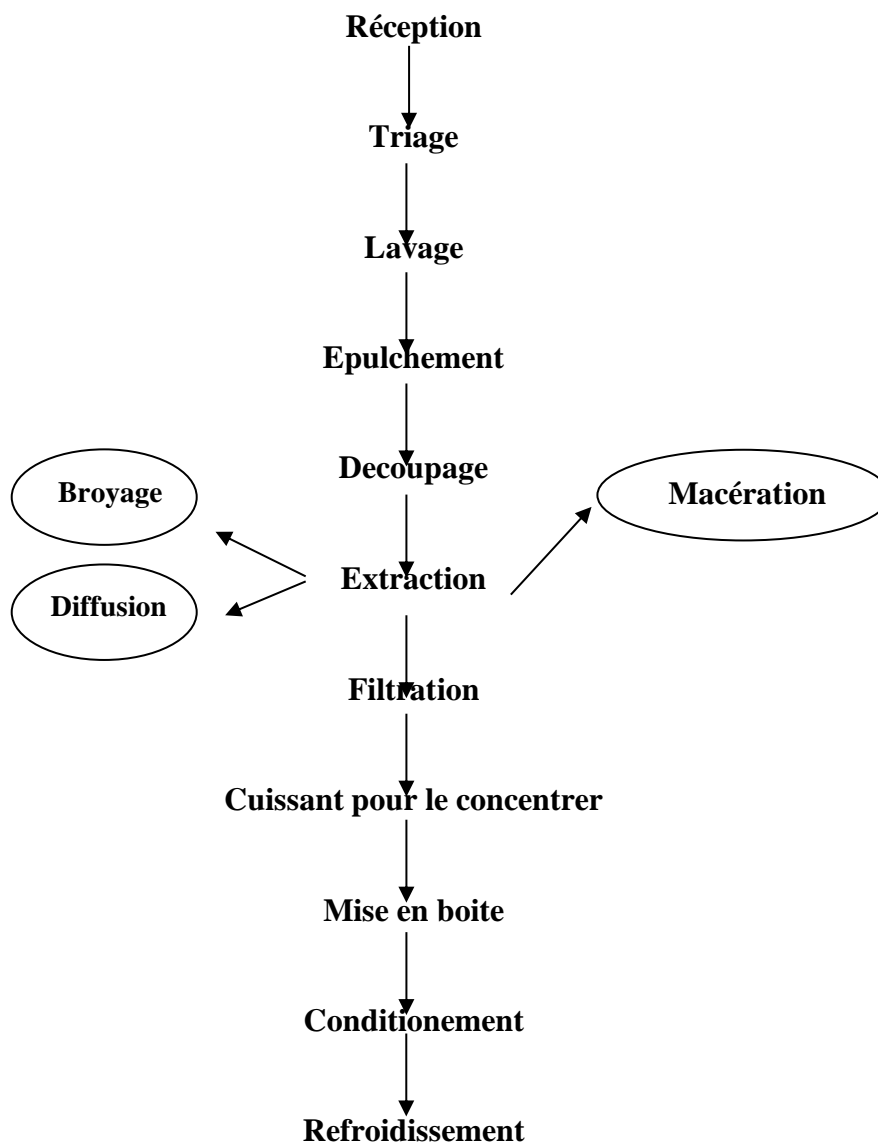 Réception
Triage
Lavage
Epulchement
Decoupage
Broyage
Macération
Extraction
Diffusion
Filtration
Cuissant pour le concentrer
Mise en boite
Conditionement
Refroidissement